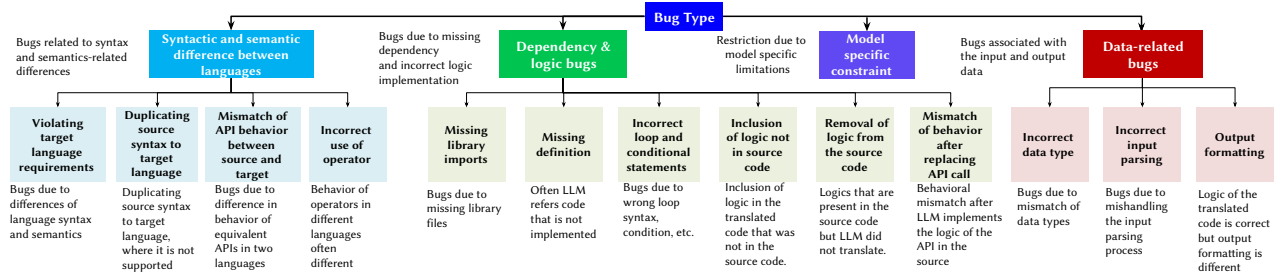 Bug Type
Bugs related to syntax
and semantics-related
differences
Syntactic and semantic
difference between
languages
Bugs due to missing
dependency
and incorrect logic
implementation
Dependency &
logic bugs
Restriction due to
model specific
limitations
Model
specific
constraint
Bugs associated with
the input and output
data
Data-related
bugs
Violating
target
language
requirements
Bugs due to
differences of
language syntax
and semantics
Duplicating
source
syntax to
target
language
Duplicating
source syntax
to target
language,
where it is not
supported
Mismatch of
API behavior
between
source and
target
Bugs due to
difference in
behavior of
equivalent
APIs in two
languages
Incorrect
use of
operator
Behavior of
operators in
different
languages
often
different
Missing
library
imports
Bugs due to
missing library
files
Missing
definition
Often LLM
refers code
that is not
implemented
Incorrect
loop and
conditional
statements
Bugs due to
wrong loop
syntax,
condition, etc.
Inclusion
of logic not
in source
code
Inclusion of
logic in the
translated
code that was
not in the
source code.
Removal of
logic from
the source
code
Logics that are
present in the
source code
but LLM did
not translate.
Mismatch
of behavior
after
replacing
API call
Behavioral
mismatch after
LLM implements
the logic of the
API in the
source
Incorrect
data type
Bugs due to
mismatch of
data types
Incorrect
input
parsing
Bugs due to
mishandling
the input
parsing
process
Output
formatting
Logic of the
translated
code is correct
but output
formatting is
different